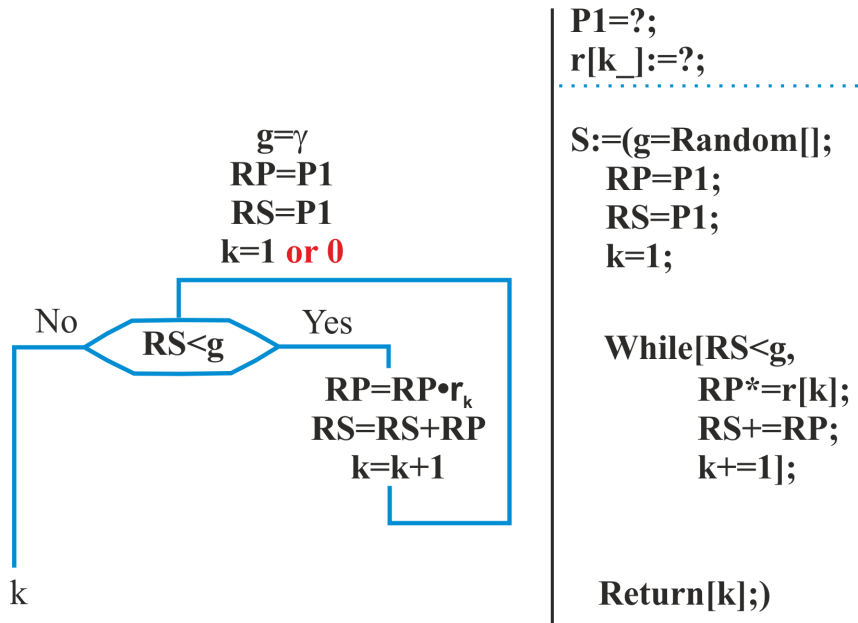 g=γ
RP=P1
RS=P1
k=1 or 0
No
Yes
RS<g
RP=RP•rₖ
RS=RS+RP
k=k+1
k
P1=?;
r[k_]:=?;
S:=(g=Random[];
RP=P1;
RS=P1;
k=1;
While[RS<g,
RP*=r[k];
RS+=RP;
k+=1];
Return[k];)